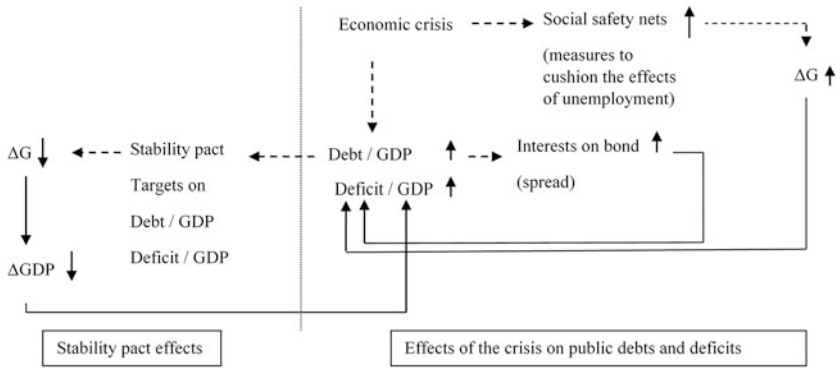 Economic crisis
Social safety nets
(measures to
cushion the effects
of unemployment)
ΔG
ΔG
Stability pact
Targets on
Debt / GDP
Deficit / GDP
Debt / GDP
Deficit / GDP
Interests on bond
(spread)
ΔGDP
Stability pact effects
Effects of the crisis on public debts and deficits